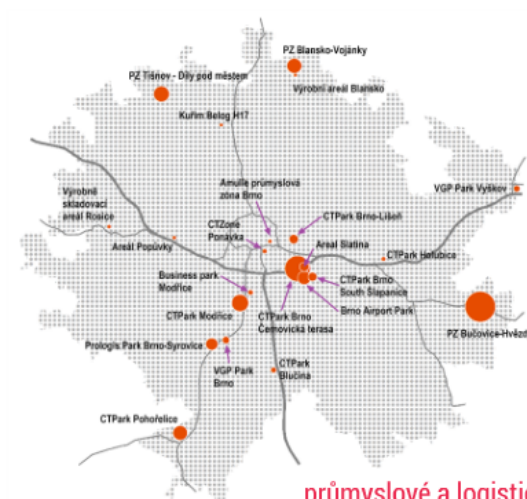 PZ Blansko-Vojánky
PZ Tišnov - Díly pod městem
Výrobní areál Blansko
Kuřim Belog H1?
Amulle průmyslová
zóna Brno
VGP Park Vyškov
Výrobně
skladovací
areál Rosice
CTZone
Ponávka
CTPark Brno-Líšeň
Areál Popůvky
Areál Slatina
CTPark Holubice
Business park
Modřice
CTPark Brno
South Šlapanice
CTPark Modřice
CTPark Brno
Černovická terasa
Brno Airport Park
PZ Bučovice-Hvězd
Prologis Park Brno-Syrovice
VGP Park
Brno
CTPark
Blučina
CTPark Pohořelice
průmyslové a logistic